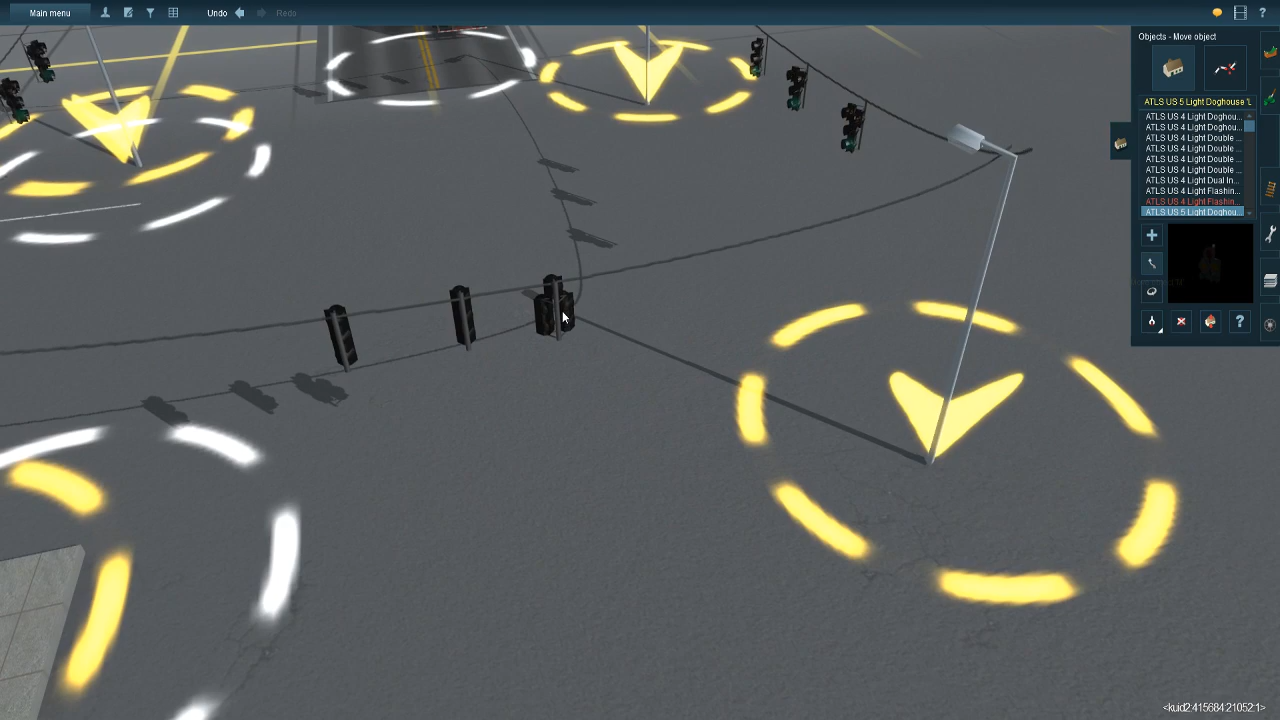 Main menu
Undo
Redo
?
Objects - Move object
ATLS US 5 Light Doghouse
ATLS US 4 Light Doghou...
ATLS US 4 Light Doghou...
ATLS US 4 Light Double ...
ATLS US 4 Light Double ...
ATLS US 4 Light Double ...
ATLS US 4 Light Double ...
ATLS US 4 Light Dual In...
ATLS US 4 Light Flashing...
ATLS US 4 Light Flashin...
ATLS US 5 Light Doghou...
?
<kuid2:415684:21052:1>